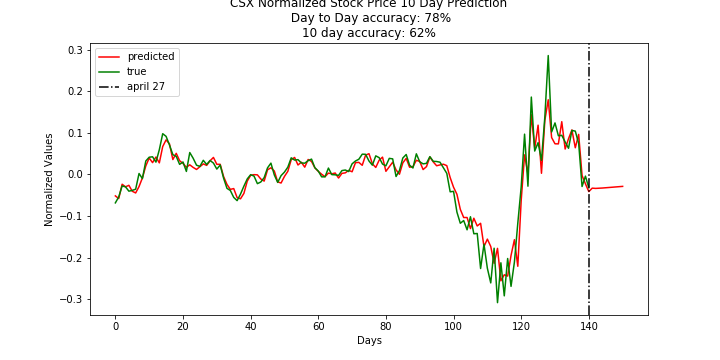 CSX Normalized Stock Price 10 Day Prediction
Day to Day accuracy: 78%
10 day accuracy: 62%
predicted
true
april 27
Normalized Values
0.3
0.2
0.1
0.0
−0.1
−0.2
−0.3
0 20 40 60 80 100 120 140
Days